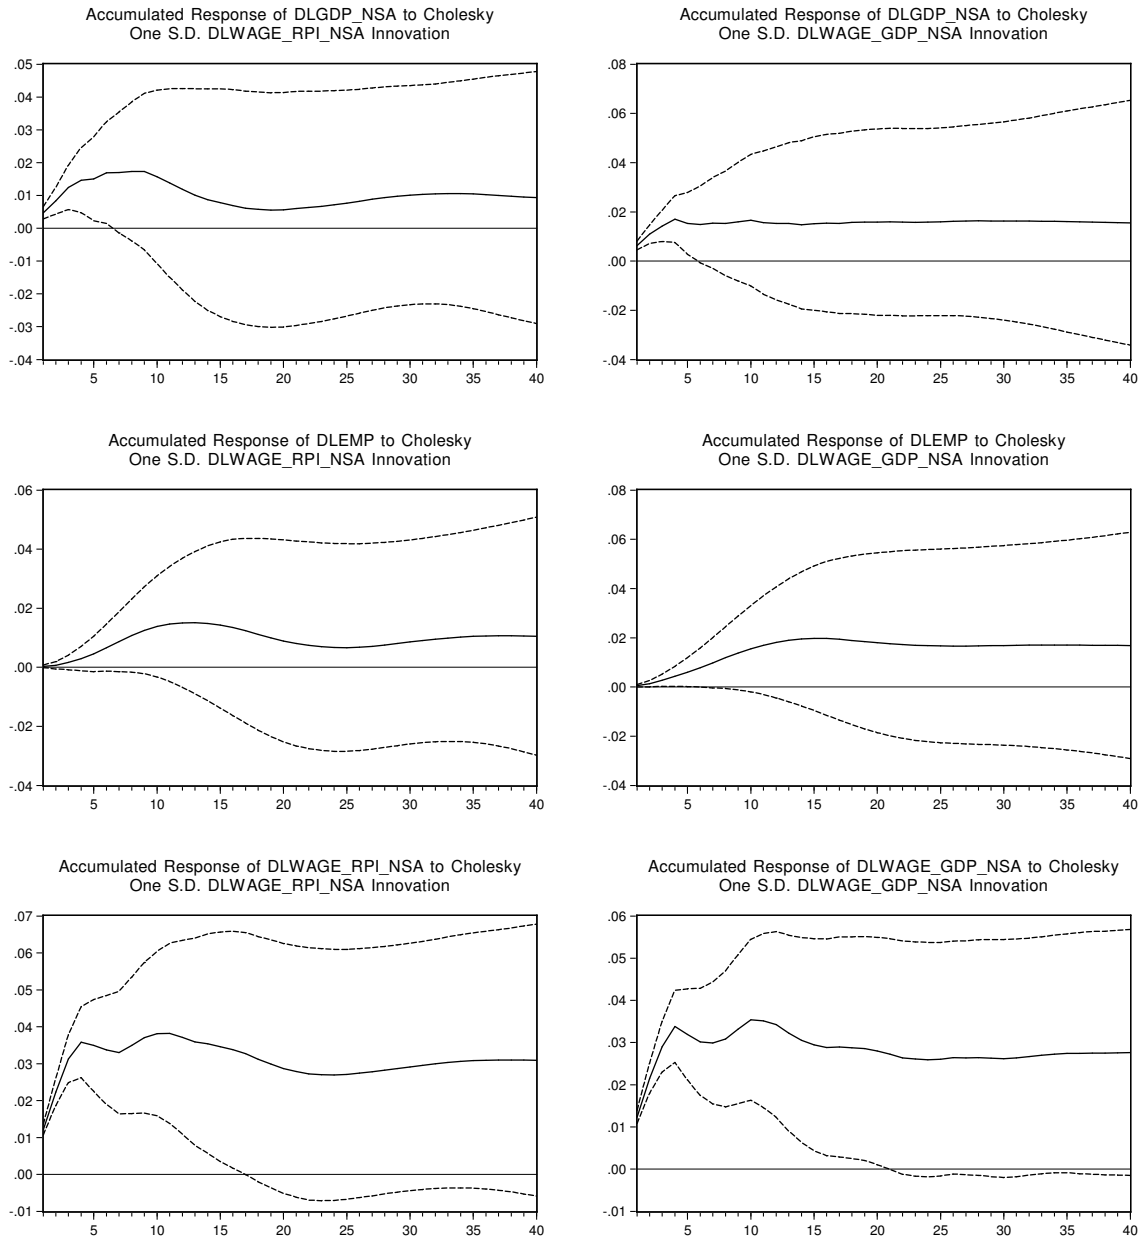 Accumulated Response of DLGDP_NSA to Cholesky
One S.D. DLWAGE_RPI_NSA Innovation
.05
.04
.03
.02
.01
.00
-.01
-.02
-.03
-.04
5 10 15 20 25 30 35 40
Accumulated Response of DLGDP_NSA to Cholesky
One S.D. DLWAGE_GDP_NSA Innovation
.08
.06
.04
.02
.00
-.02
-.04
5 10 15 20 25 30 35 40
Accumulated Response of DLEMP to Cholesky
One S.D. DLWAGE_RPI_NSA Innovation
.06
.04
.02
.00
-.02
-.04
5 10 15 20 25 30 35 40
Accumulated Response of DLEMP to Cholesky
One S.D. DLWAGE_GDP_NSA Innovation
.08
.06
.04
.02
.00
-.02
-.04
5 10 15 20 25 30 35 40
Accumulated Response of DLWAGE_RPI_NSA to Cholesky
One S.D. DLWAGE_RPI_NSA Innovation
.07
.06
.05
.04
.03
.02
.01
.00
-.01
5 10 15 20 25 30 35 40
Accumulated Response of DLWAGE_GDP_NSA to Cholesky
One S.D. DLWAGE_GDP_NSA Innovation
.06
.05
.04
.03
.02
.01
.00
-.01
5 10 15 20 25 30 35 40